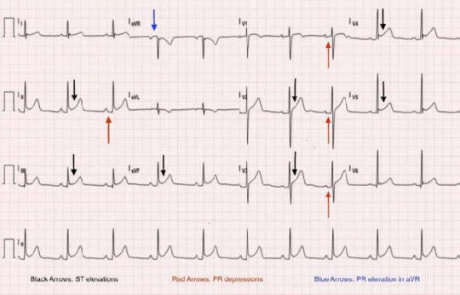 I aVR V1 V4
II aVL V2 V5
III aVF V3 V6
II
Black Arrows. ST elevations Red Arrows. PR depressions Blue Arrows. PR elevation in aVR